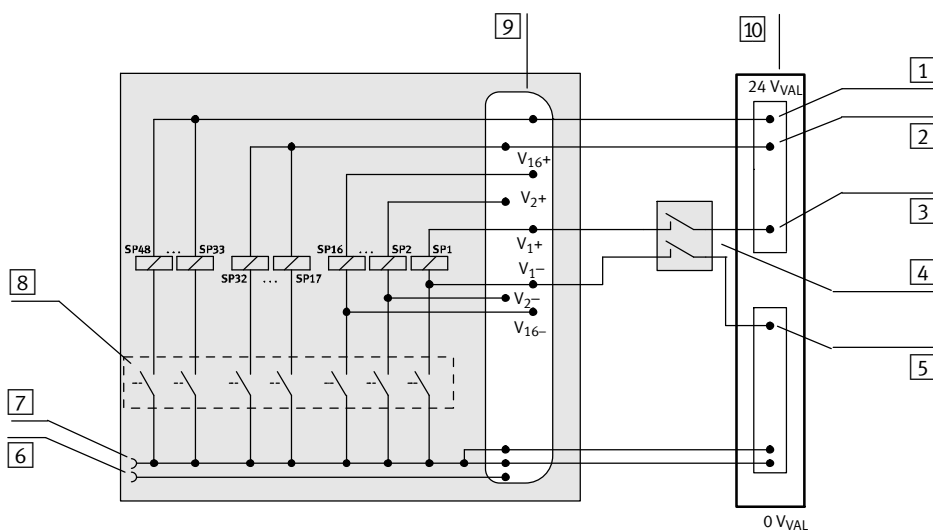 9
10
24 VVAL
1
2
V16+
V2+
3
SP48 ... SP33
SP16 ... SP2 SP1
V1+
V1–
4
SP32 ... SP17
8
V2–
V16–
5
7
6
0 VVAL